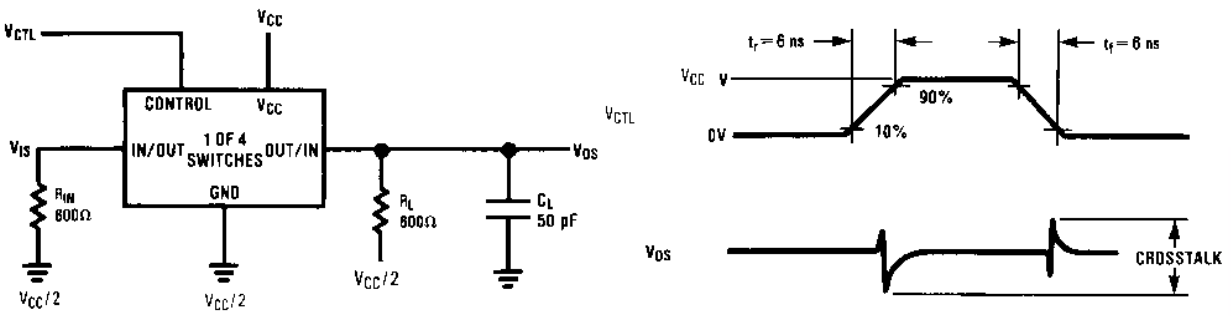 VCTL
VCC
CONTROL
VCC
VIS
IN/OUT
1 OF 4
SWITCHES
OUT/IN
VOS
GND
RIN
600Ω
RL
600Ω
CL
50 pF
VCC/2
VCC/2
VCC/2
tr = 6 ns
tf = 6 ns
VCC V
90%
VCTL
10%
0V
VOS
CROSSTALK